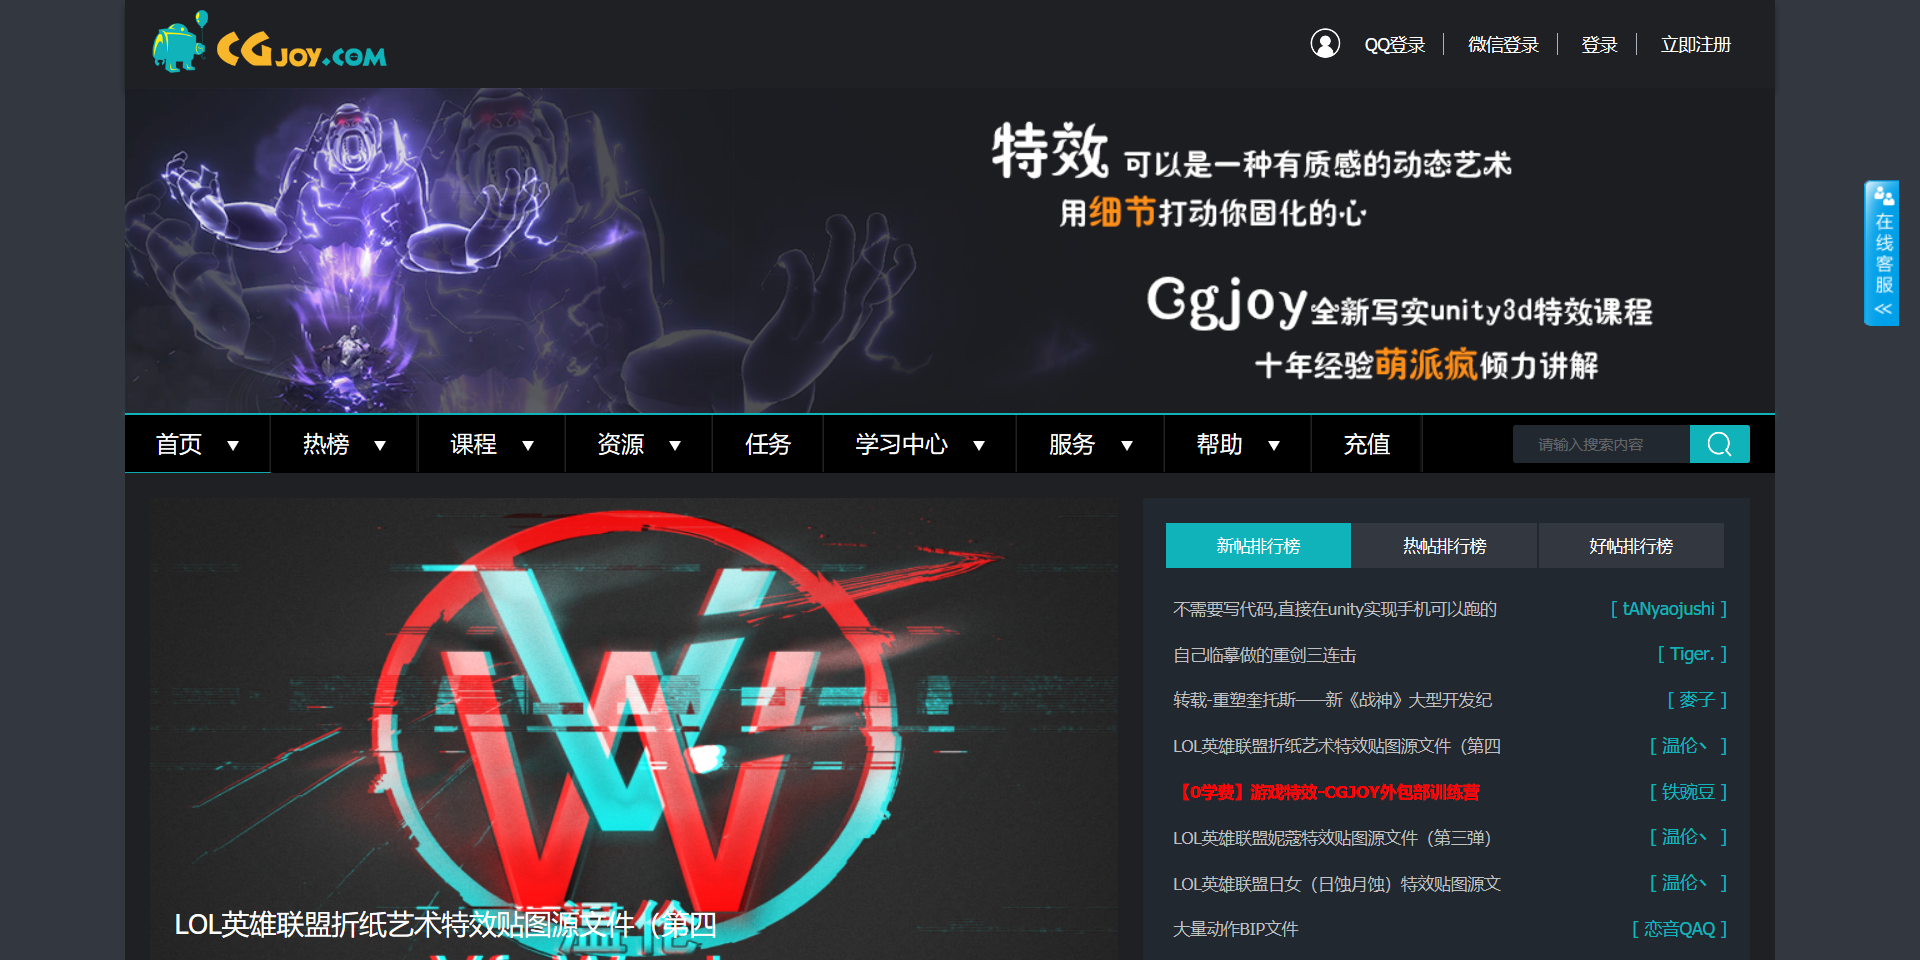 CGJOY.COM
QQ登录
微信登录
登录
立即注册
特效 可以是一种有质感的动态艺术
用细节打动你固化的心
Cgjoy全新写实unity3d特效课程
十年经验萌派疯倾力讲解
在线客服
首页 ▼
热榜 ▼
课程 ▼
资源 ▼
任务
学习中心 ▼
服务 ▼
帮助 ▼
充值
请输入搜索内容
温伦
LOL英雄联盟折纸艺术特效贴图源文件（第四
新帖排行榜
热帖排行榜
好帖排行榜
不需要写代码,直接在unity实现手机可以跑的 [ tANyaojushi ]
自己临摹做的重剑三连击 [ Tiger. ]
转载-重塑奎托斯——新《战神》大型开发纪 [ 麥子 ]
LOL英雄联盟折纸艺术特效贴图源文件（第四 [ 温伦丶 ]
【0学费】游戏特效-CGJOY外包部训练营 [ 铁豌豆 ]
LOL英雄联盟妮蔻特效贴图源文件（第三弹） [ 温伦丶 ]
LOL英雄联盟日女（日蚀月蚀）特效贴图源文 [ 温伦丶 ]
大量动作BIP文件 [ 恋音QAQ ]